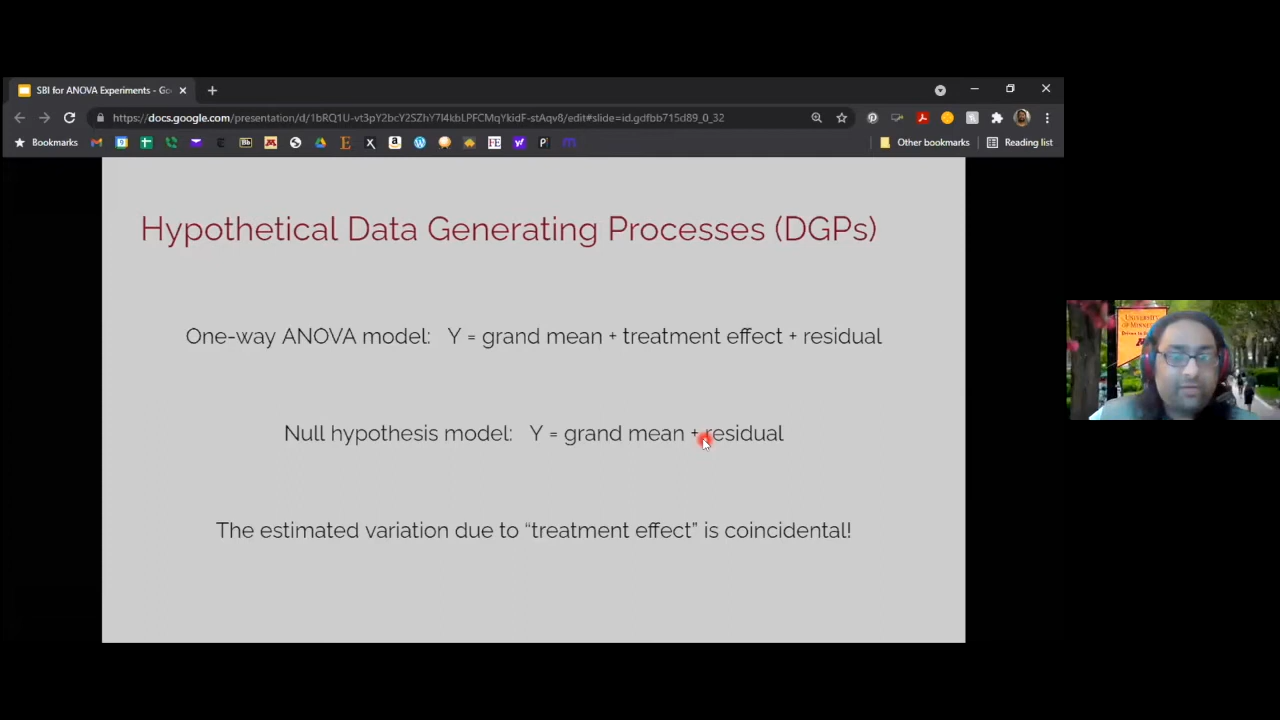 SBI for ANOVA Experiments - Go
https://docs.google.com/presentation/d/1bRQ1U-vt3pY2bcY2SZhY7l4kbLPFCMqYkidF-stAqv8/edit#slide=id.gdfbb715d89_0_32
Bookmarks
Other bookmarks
Reading list
Hypothetical Data Generating Processes (DGPs)
One-way ANOVA model: Y = grand mean + treatment effect + residual
Null hypothesis model: Y = grand mean + residual
The estimated variation due to “treatment effect” is coincidental!
UNIVERSITY